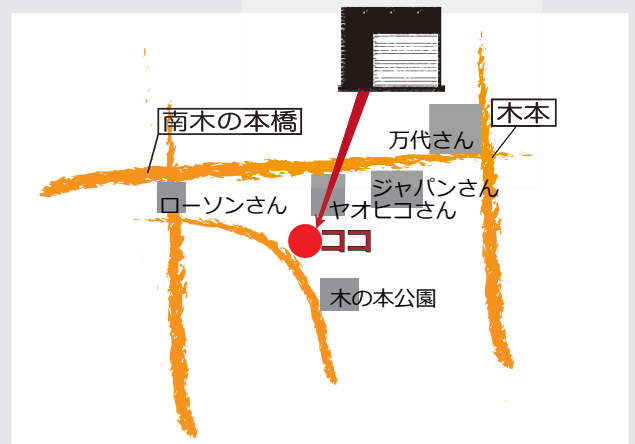 南木の本橋
木本
万代さん
ジャパンさん
ローソンさん
ヤオヒコさん
ココ
木の本公園